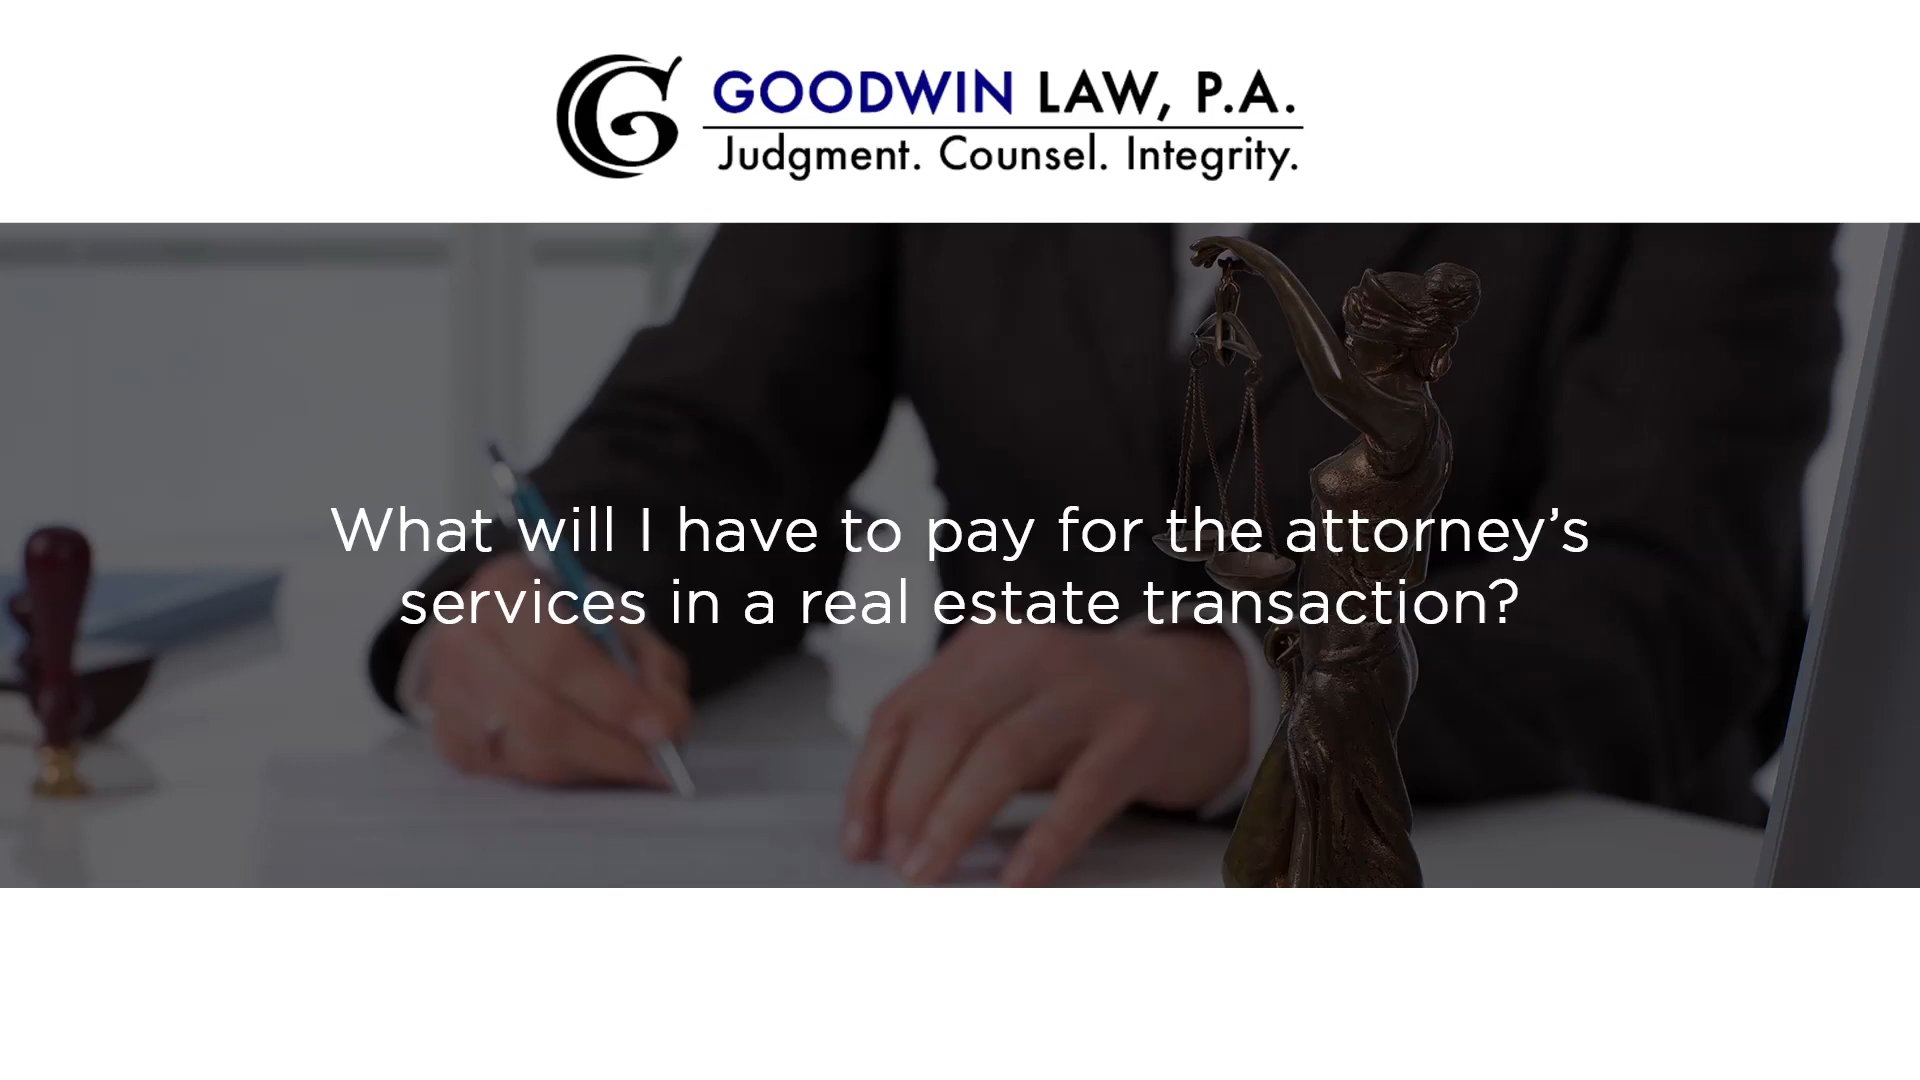 GOODWIN LAW, P.A.
Judgment. Counsel. Integrity.
What will I have to pay for the attorney’s
services in a real estate transaction?